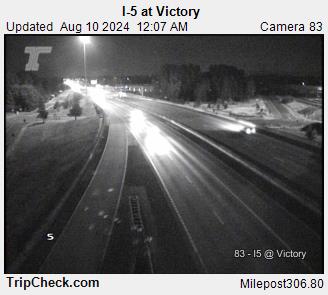 I-5 at Victory
Updated Aug 10 2024 12:07 AM Camera 83
T
S
83 - I5 @ Victory
TripCheck.com Milepost306.80